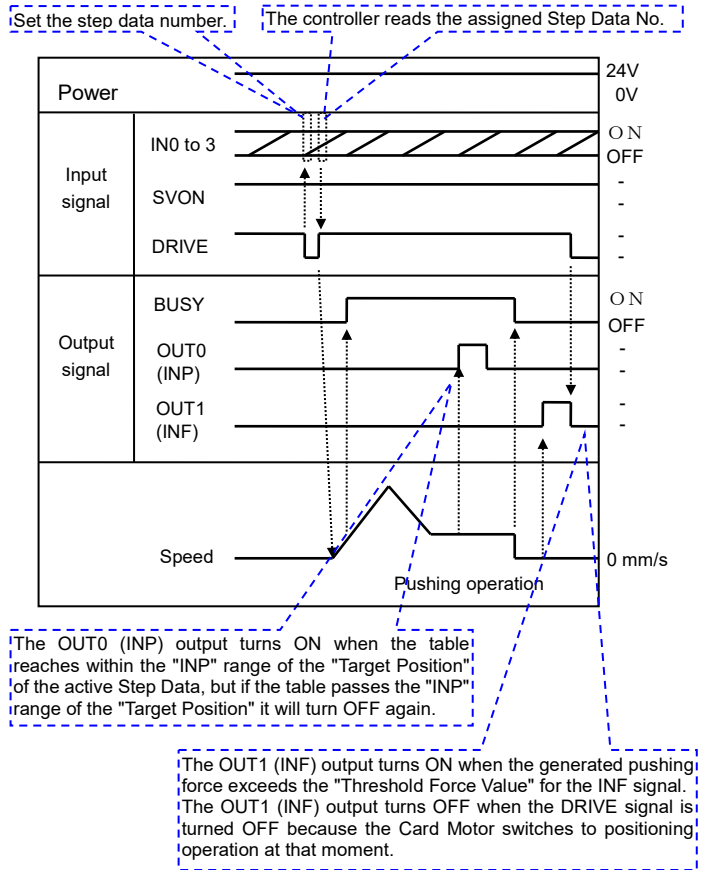 Set the step data number.
The controller reads the assigned Step Data No.
Power
24V
0V
Input
signal
IN0 to 3
ON
OFF
SVON
-
-
DRIVE
-
-
Output
signal
BUSY
ON
OFF
OUT0
(INP)
-
-
OUT1
(INF)
-
-
Speed
0 mm/s
Pushing operation
The OUT0 (INP) output turns ON when the table
reaches within the "INP" range of the "Target Position"
of the active Step Data, but if the table passes the "INP"
range of the "Target Position" it will turn OFF again.
The OUT1 (INF) output turns ON when the generated pushing
force exceeds the "Threshold Force Value" for the INF signal.
The OUT1 (INF) output turns OFF when the DRIVE signal is
turned OFF because the Card Motor switches to positioning
operation at that moment.